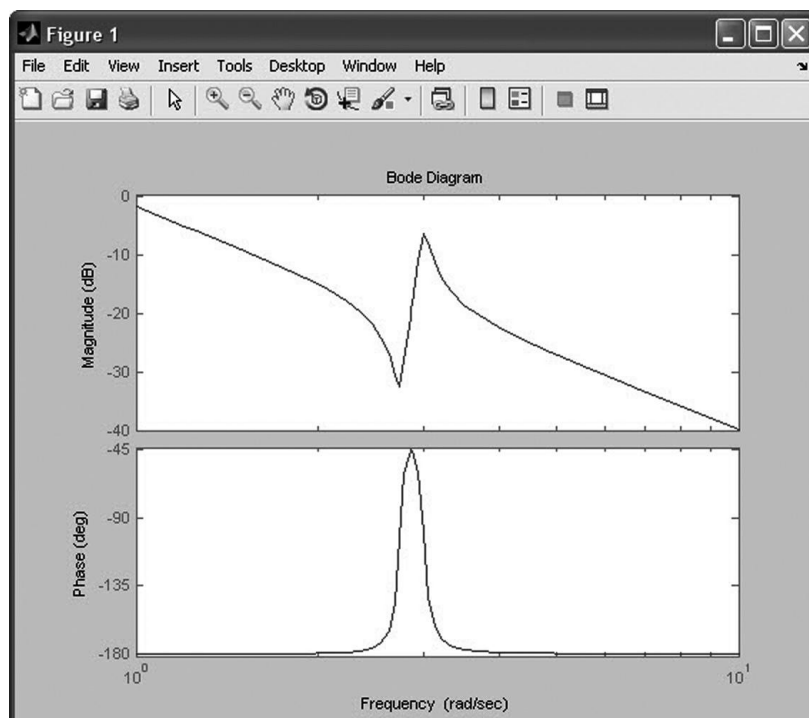 Figure 1
File Edit View Insert Tools Desktop Window Help
Bode Diagram
Magnitude (dB)
0
-10
-20
-30
-40
Phase (deg)
-45
-90
-135
-180
10^0
10^1
Frequency (rad/sec)